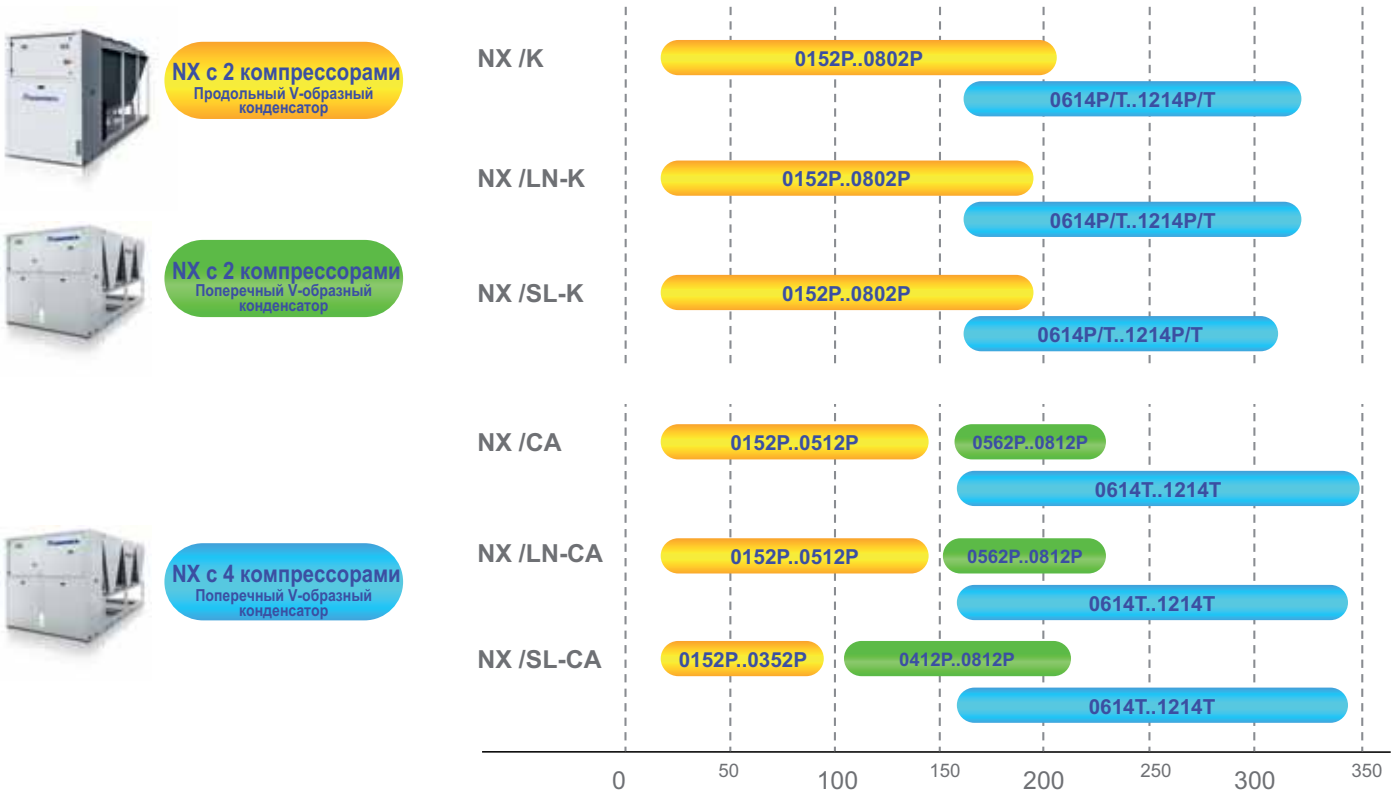 NX с 2 компрессорами
Продольный V-образный
конденсатор
NX с 2 компрессорами
Поперечный V-образный
конденсатор
NX с 4 компрессорами
Поперечный V-образный
конденсатор
NX /K
0152P..0802P
0614P/T..1214P/T
NX /LN-K
0152P..0802P
0614P/T..1214P/T
NX /SL-K
0152P..0802P
0614P/T..1214P/T
NX /CA
0152P..0512P
0562P..0812P
0614T..1214T
NX /LN-CA
0152P..0512P
0562P..0812P
0614T..1214T
NX /SL-CA
0152P..0352P
0412P..0812P
0614T..1214T
0 50 100 150 200 250 300 350